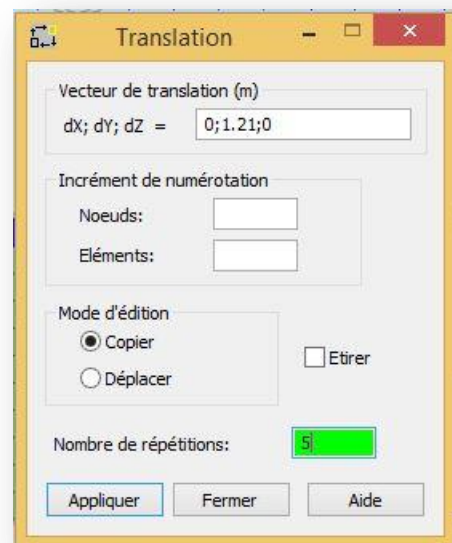 Translation
Vecteur de translation (m)
dX; dY; dZ = 0;1.21;0
Incrément de numérotation
Noeuds:
Eléments:
Mode d'édition
Copier
Déplacer
Etirer
Nombre de répétitions: 5
Appliquer Fermer Aide